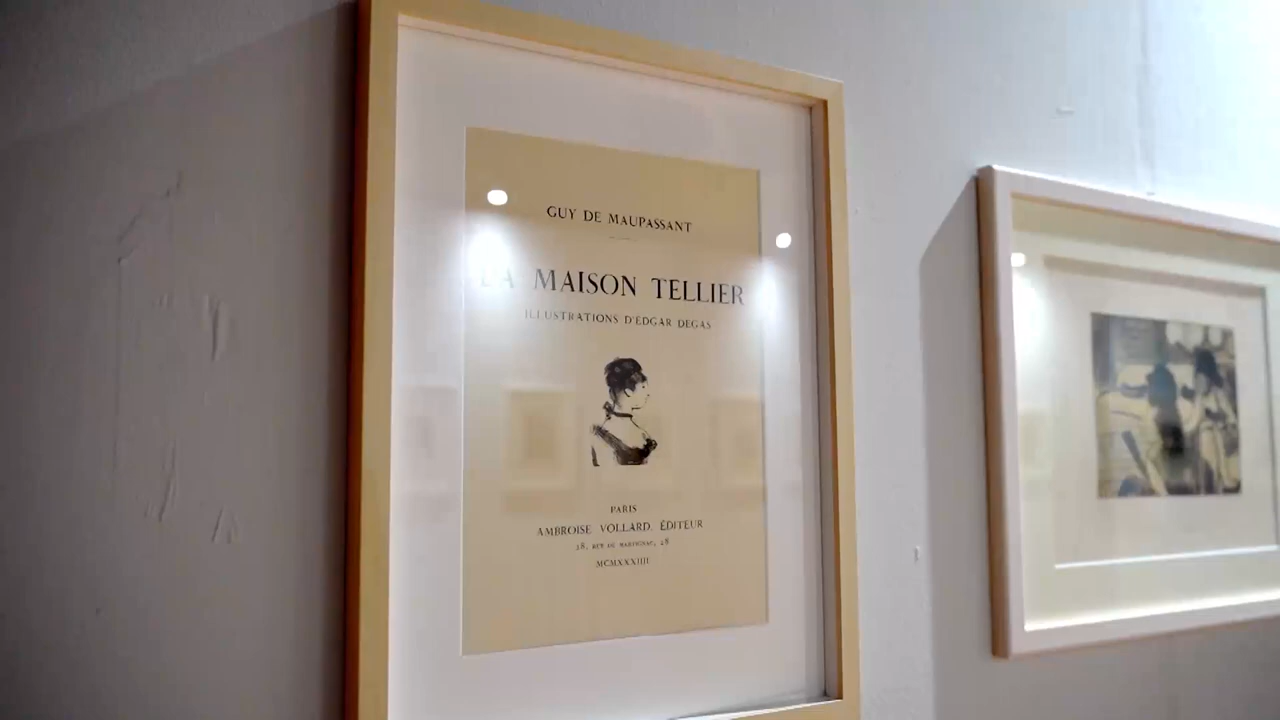 GUY DE MAUPASSANT
LA MAISON TELLIER
ILLUSTRATIONS D'EDGAR DEGAS
PARIS
AMBROISE VOLLARD, ÉDITEUR
28, RUE DE MARTIGNAC, 28
MCMXXXIIII